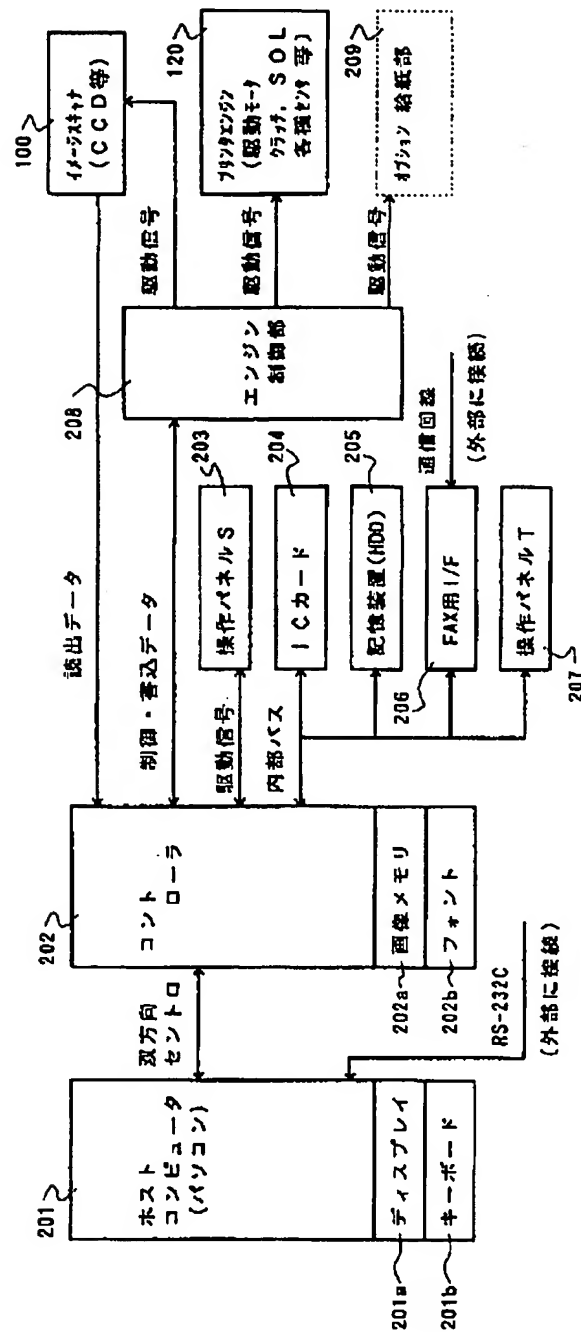 201
ホスト
コンピュータ
(パソコン)
201a
ディスプレイ
201b
キーボード
双方向
セントロ
RS-232C
(外部に接続)
202
コント
ローラ
202a
画像メモリ
202b
フォント
読出データ
制御・書込データ
駆動信号
内部バス
203
操作パネルS
204
ICカード
205
記憶装置(HDD)
206
FAX用I/F
207
操作パネルT
通信回線
(外部に接続)
208
エンジン
制御部
駆動信号
駆動信号
駆動信号
100
イメージスキャナ
(CCD等)
120
プリンタエンジン
(駆動モータ
クラッチ、SOL
各種センサ 等)
209
オプション 給紙部